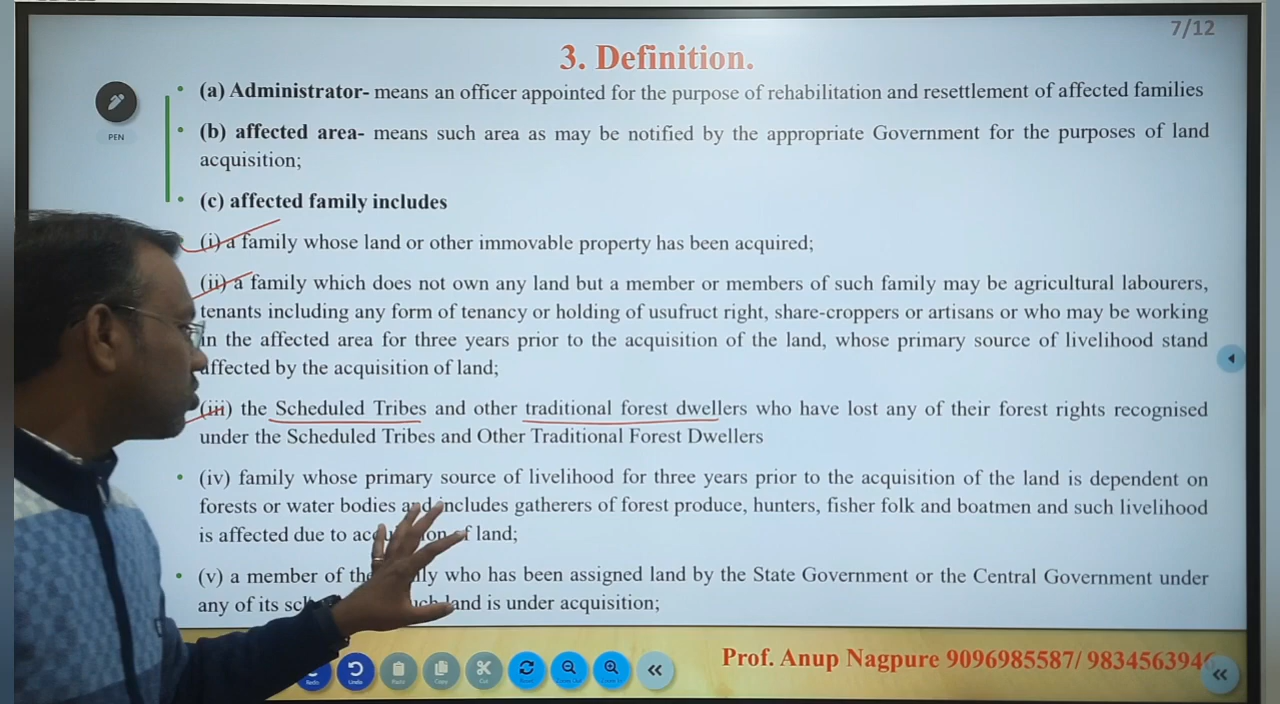 7/12
3. Definition.
PEN
• (a) Administrator- means an officer appointed for the purpose of rehabilitation and resettlement of affected families
• (b) affected area- means such area as may be notified by the appropriate Government for the purposes of land
acquisition;
• (c) affected family includes
(i) a family whose land or other immovable property has been acquired;
(ii) a family which does not own any land but a member or members of such family may be agricultural labourers,
tenants including any form of tenancy or holding of usufruct right, share-croppers or artisans or who may be working
in the affected area for three years prior to the acquisition of the land, whose primary source of livelihood stand
affected by the acquisition of land;
(iii) the Scheduled Tribes and other traditional forest dwellers who have lost any of their forest rights recognised
under the Scheduled Tribes and Other Traditional Forest Dwellers
• (iv) family whose primary source of livelihood for three years prior to the acquisition of the land is dependent on
forests or water bodies and includes gatherers of forest produce, hunters, fisher folk and boatmen and such livelihood
is affected due to of land;
• (v) a member of the who has been assigned land by the State Government or the Central Government under
any of its land is under acquisition;
Redo Undo Paste Copy Cut
Prof. Anup Nagpure 9096985587/ 9834563946